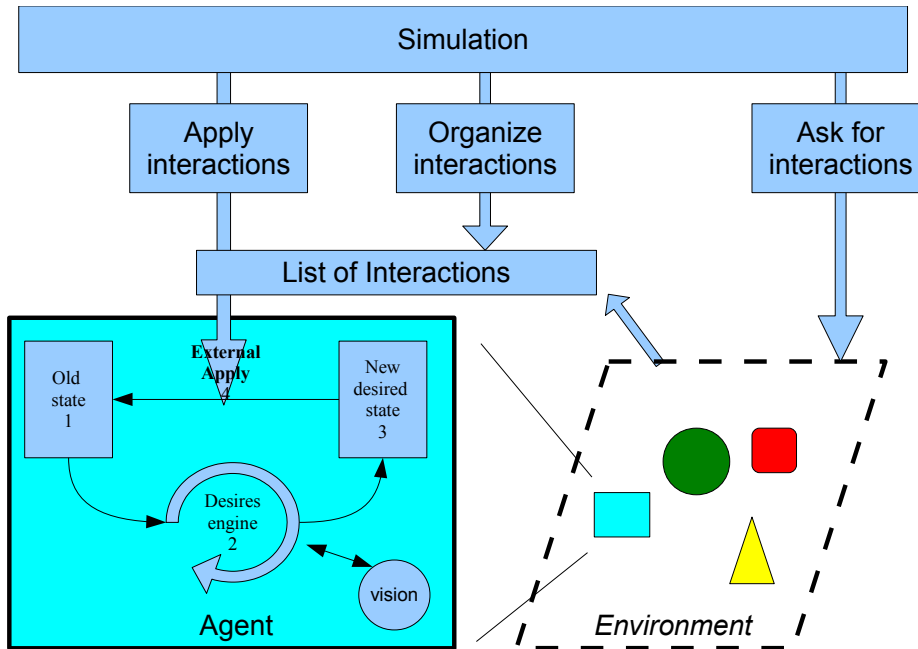 Simulation
Apply
interactions
Organize
interactions
Ask for
interactions
List of Interactions
External
Apply
4
Old
state
1
New
desired
state
3
Desires
engine
2
vision
Agent
Environment